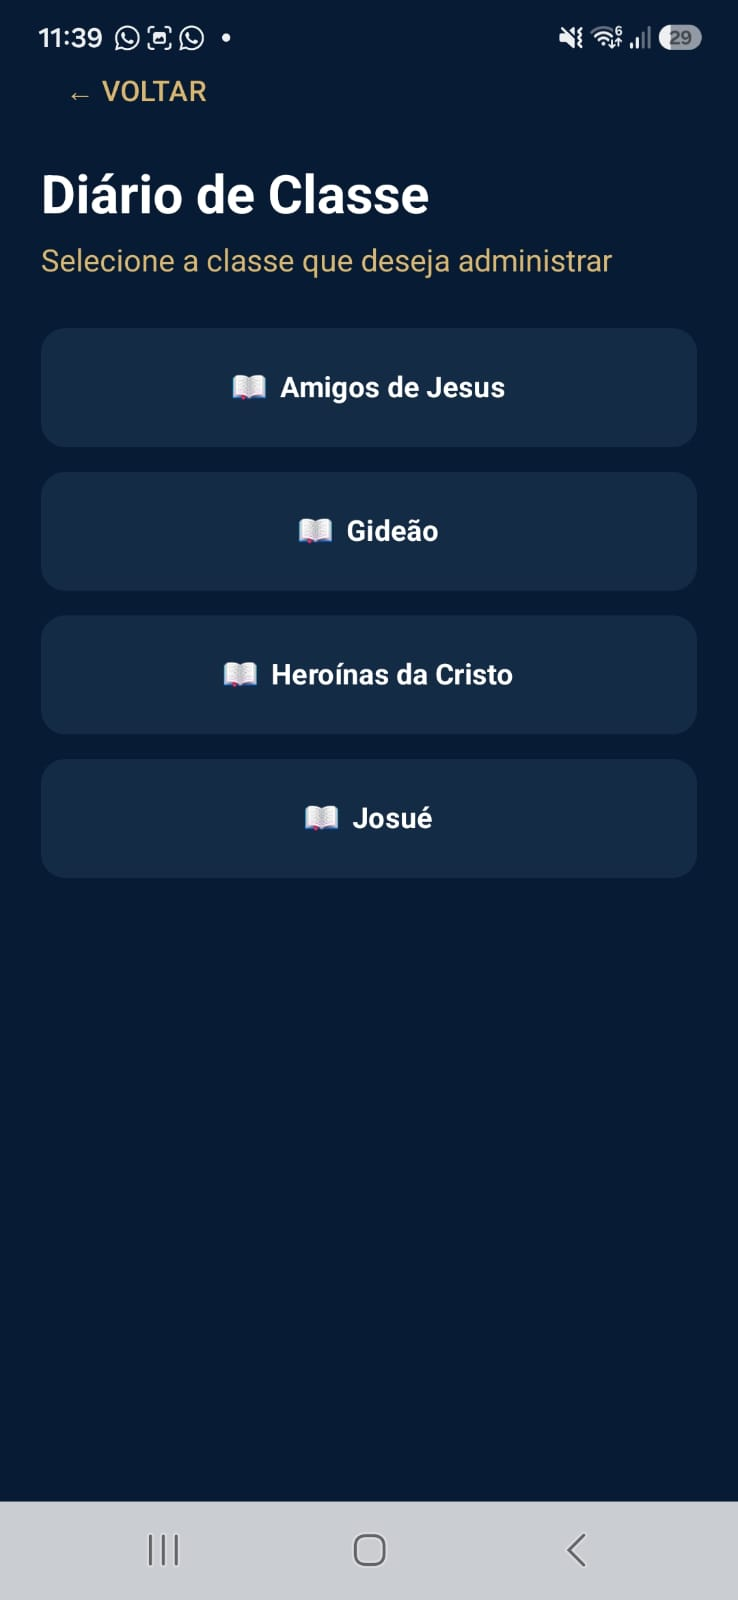 11:39
29
← VOLTAR
Diário de Classe
Selecione a classe que deseja administrar
Amigos de Jesus
Gideão
Heroínas da Cristo
Josué